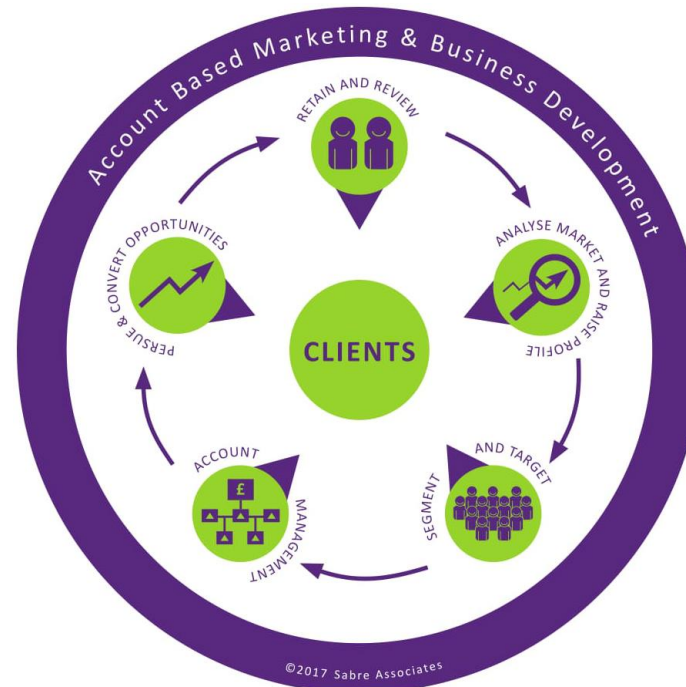 Account Based Marketing & Business Development
RETAIN AND REVIEW
ANALYSE MARKET AND RAISE PROFILE
SEGMENT AND TARGET
ACCOUNT MANAGEMENT
£
PERSUE & CONVERT OPPORTUNITIES
CLIENTS
©2017 Sabre Associates